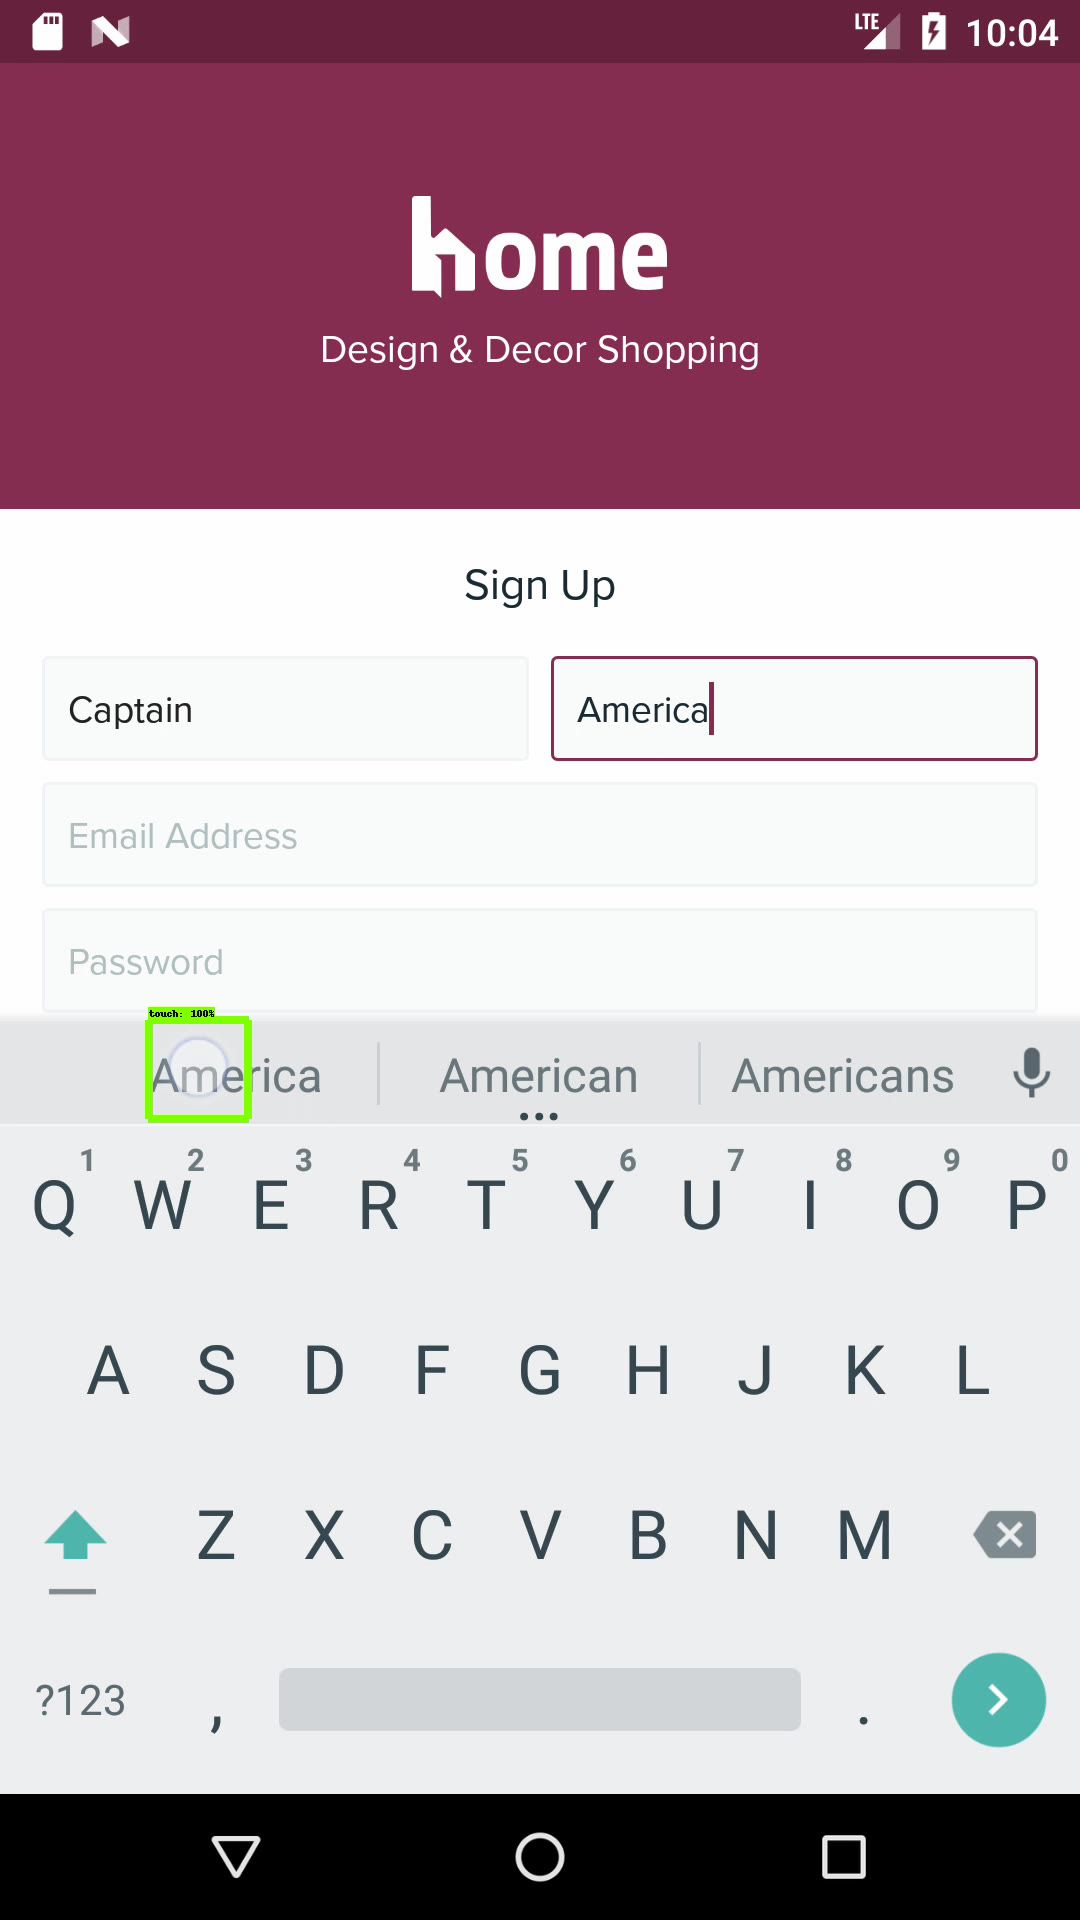 LTE 10:04
home
Design & Decor Shopping
Sign Up
Captain America
Email Address
Password
touch: 100%
America American Americans
1 2 3 4 5 6 7 8 9 0
Q W E R T Y U I O P
A S D F G H J K L
Z X C V B N M
?123 , .